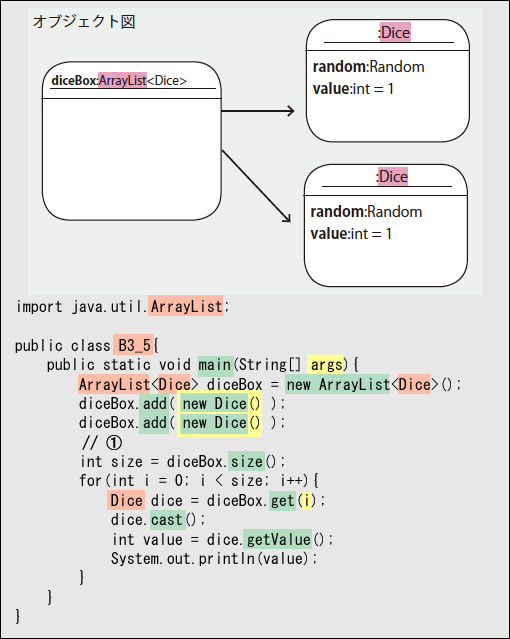 オブジェクト図
diceBox:ArrayList<Dice>
:Dice
random:Random
value:int = 1
:Dice
random:Random
value:int = 1
import java.util.ArrayList;
public class B3_5{
public static void main(String[] args){
ArrayList<Dice> diceBox = new ArrayList<Dice>();
diceBox.add( new Dice() );
diceBox.add( new Dice() );
// ①
int size = diceBox.size();
for(int i = 0; i < size; i++){
Dice dice = diceBox.get(i);
dice.cast();
int value = dice.getValue();
System.out.println(value);
}
}
}